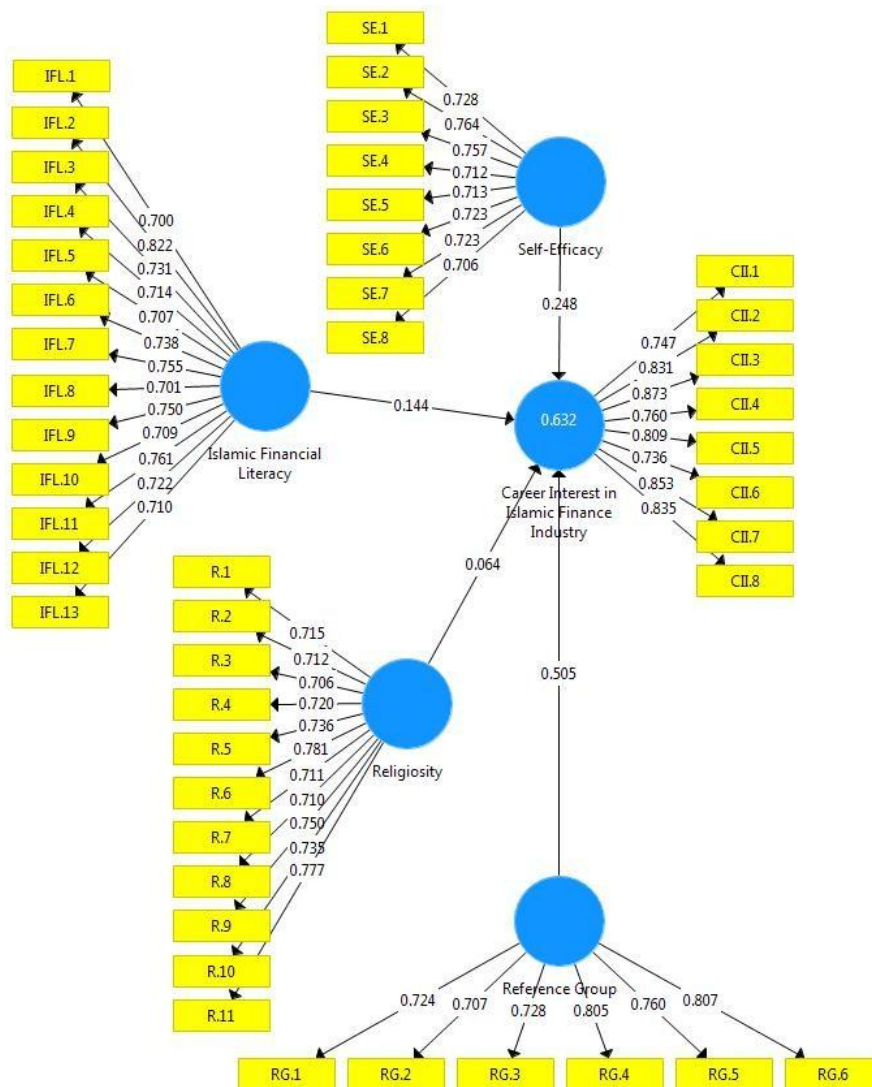 SE.1
SE.2
SE.3
SE.4
SE.5
SE.6
SE.7
SE.8
0.728
0.764
0.757
0.712
0.713
0.723
0.723
0.706
Self-Efficacy
0.248
IFL.1
IFL.2
IFL.3
IFL.4
IFL.5
IFL.6
IFL.7
IFL.8
IFL.9
IFL.10
IFL.11
IFL.12
IFL.13
0.700
0.822
0.731
0.714
0.707
0.738
0.755
0.701
0.750
0.709
0.761
0.722
0.710
Islamic Financial
Literacy
0.144
0.632
Career Interest in
Islamic Finance
Industry
0.747
0.831
0.873
0.760
0.809
0.736
0.853
0.835
CII.1
CII.2
CII.3
CII.4
CII.5
CII.6
CII.7
CII.8
R.1
R.2
R.3
R.4
R.5
R.6
R.7
R.8
R.9
R.10
R.11
0.715
0.712
0.706
0.720
0.736
0.781
0.711
0.710
0.750
0.735
0.777
Religiosity
0.064
0.505
Reference Group
0.724
0.707
0.728
0.805
0.760
0.807
RG.1
RG.2
RG.3
RG.4
RG.5
RG.6